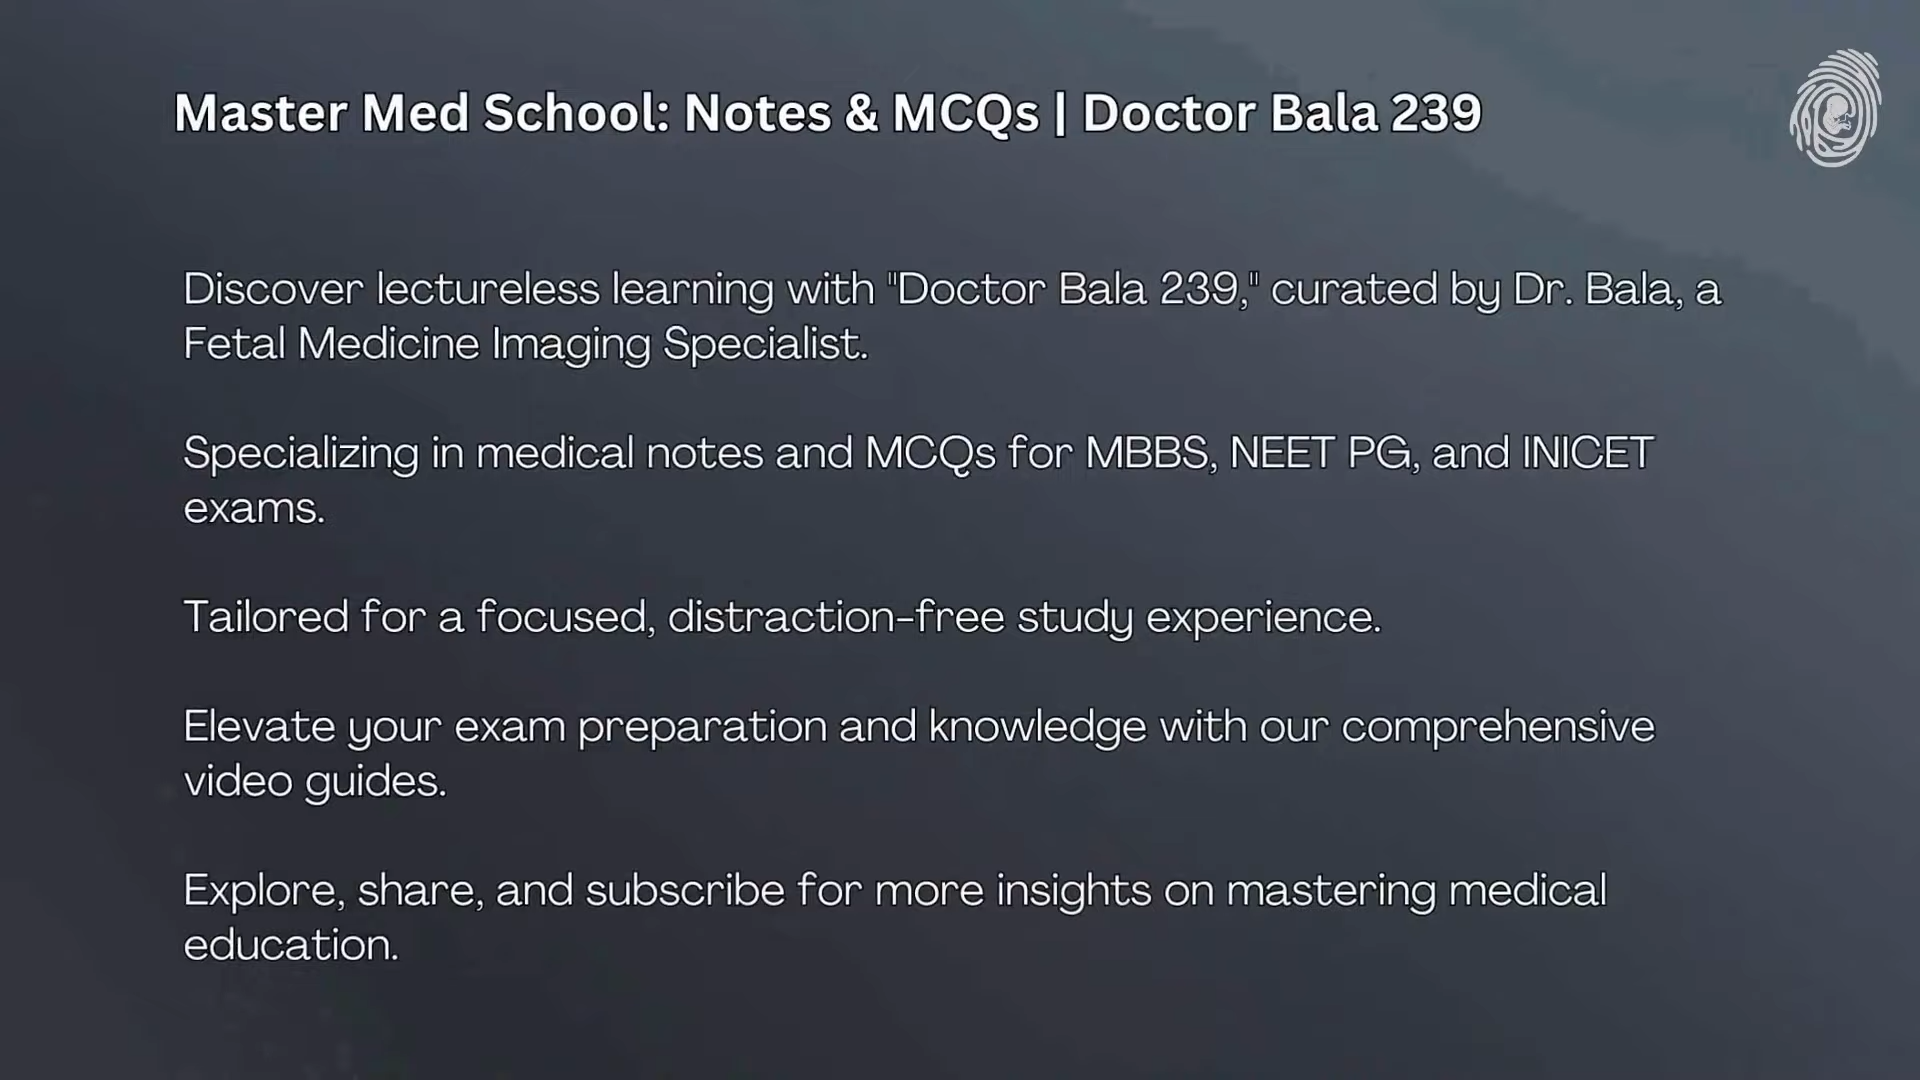 Master Med School: Notes & MCQs | Doctor Bala 239
Discover lectureless learning with "Doctor Bala 239," curated by Dr. Bala, a
Fetal Medicine Imaging Specialist.
Specializing in medical notes and MCQs for MBBS, NEET PG, and INICET
exams.
Tailored for a focused, distraction-free study experience.
Elevate your exam preparation and knowledge with our comprehensive
video guides.
Explore, share, and subscribe for more insights on mastering medical
education.